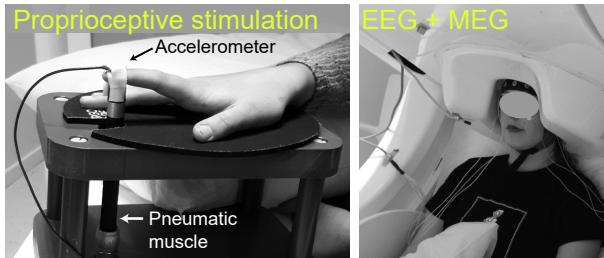 Proprioceptive stimulation
Accelerometer
Pneumatic
muscle
EEG + MEG